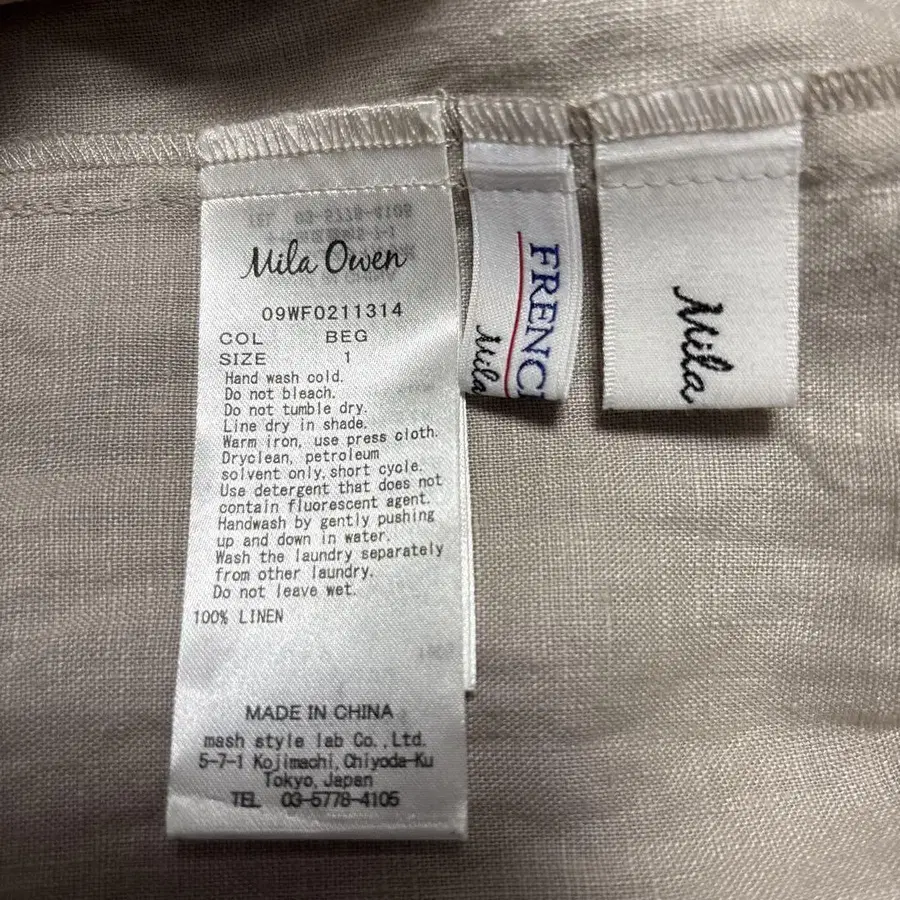 Mila Owen
09WF0211314
COL BEG
SIZE 1
Hand wash cold.
Do not bleach.
Do not tumble dry.
Line dry in shade.
Warm iron, use press cloth.
Dryclean, petroleum
solvent only, short cycle.
Use detergent that does not
contain fluorescent agent.
Handwash by gently pushing
up and down in water.
Wash the laundry separately
from other laundry.
Do not leave wet.
100% LINEN
MADE IN CHINA
mash style lab Co.,Ltd.
5-7-1 Kojimachi, Chiyoda-Ku
Tokyo, Japan
TEL 03-5778-4105
FRENC
Mila
Mila